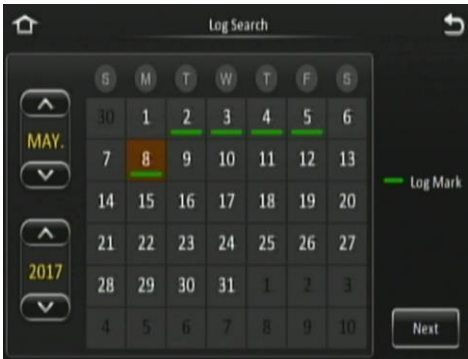 Log Search
S M T W T F S
30 1 2 3 4 5 6
MAY.
7 8 9 10 11 12 13
Log Mark
14 15 16 17 18 19 20
21 22 23 24 25 26 27
2017
28 29 30 31 1 2 3
4 5 6 7 8 9 10
Next